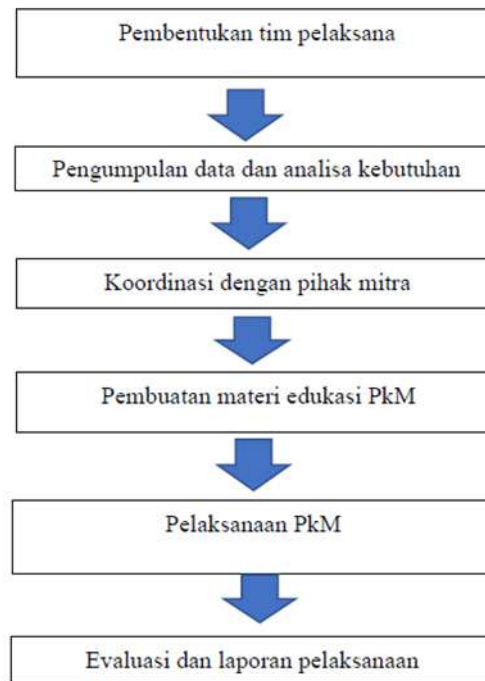 Pembentukan tim pelaksana
Pengumpulan data dan analisa kebutuhan
Koordinasi dengan pihak mitra
Pembuatan materi edukasi PkM
Pelaksanaan PkM
Evaluasi dan laporan pelaksanaan